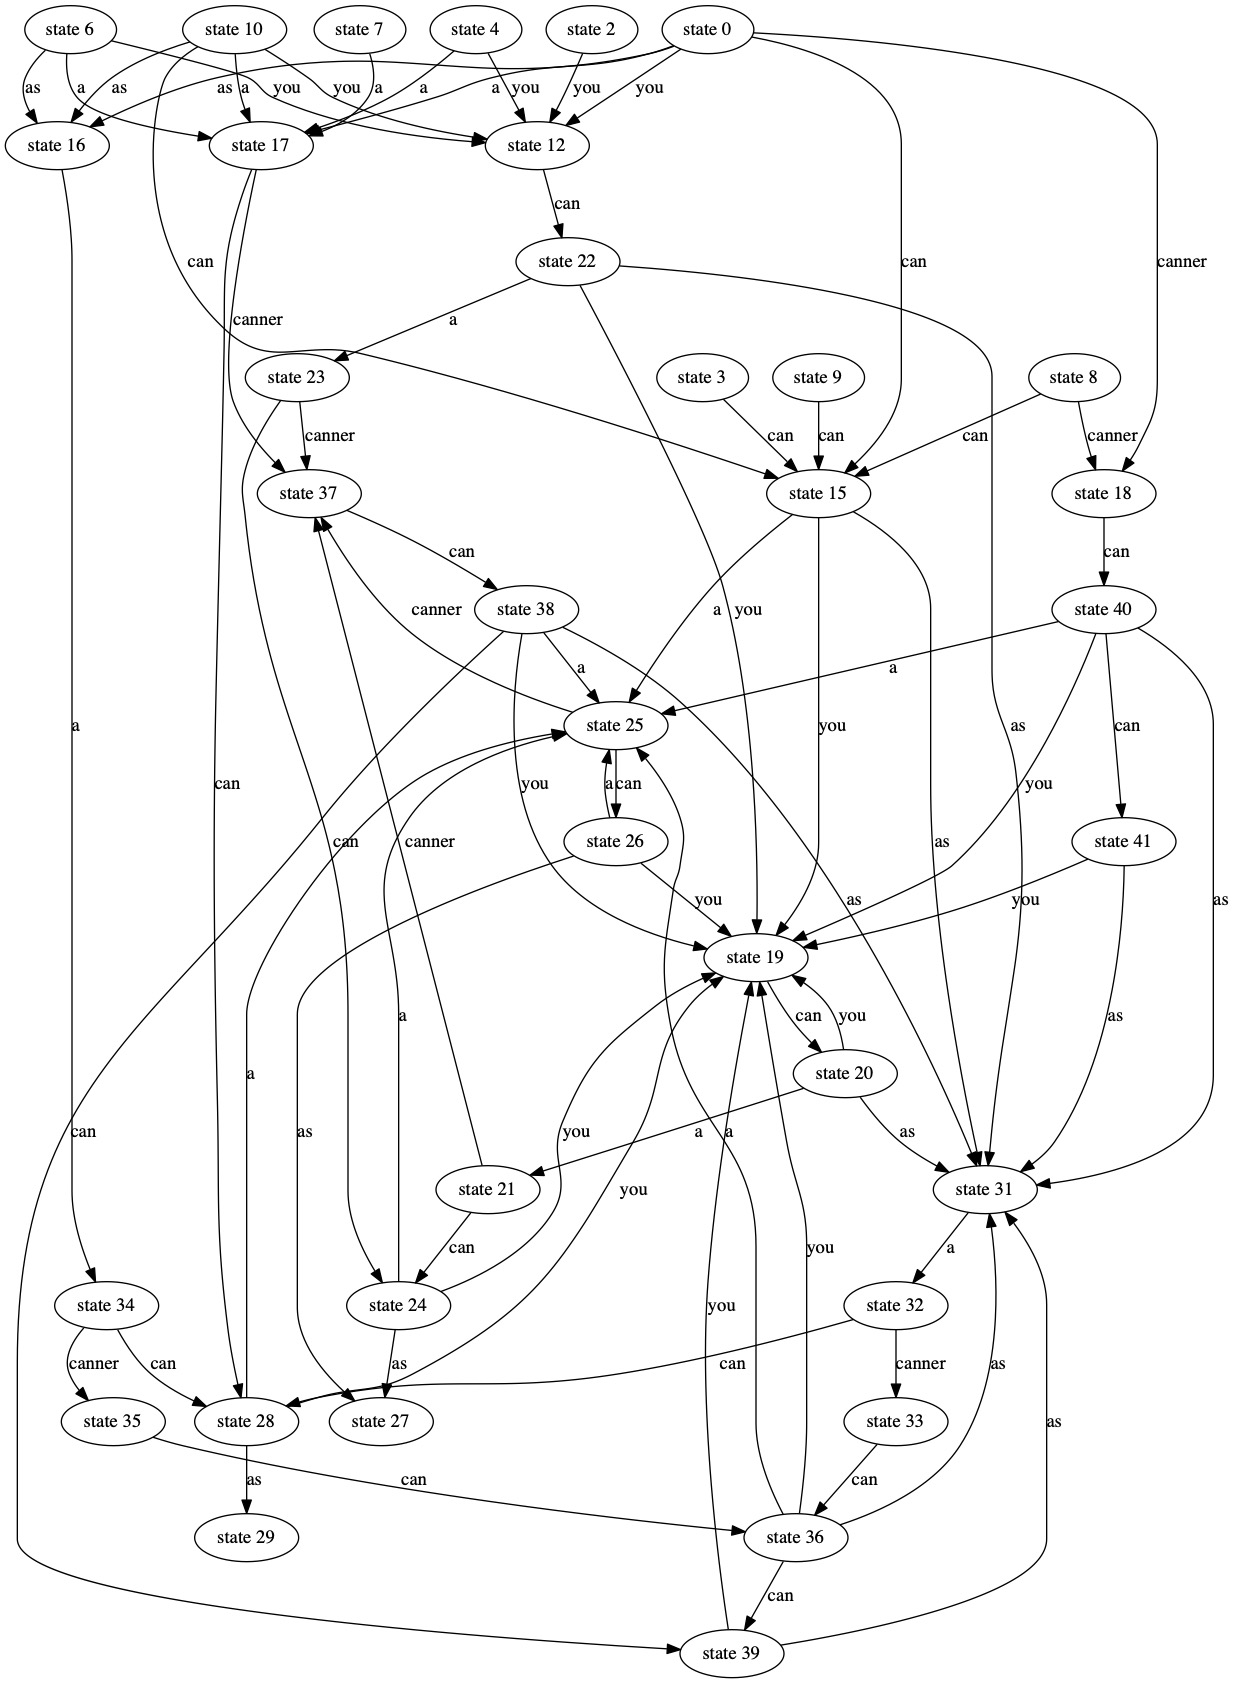 state 6
state 10
state 7
state 4
state 2
state 0
as
a
as
a
you
you
as
a
a
a
you
you
you
state 16
state 17
state 12
can
can
can
canner
state 22
canner
a
state 23
state 3
state 9
state 8
canner
can
can
can
canner
state 37
state 15
state 18
can
can
state 38
canner
a
you
state 40
a
a
a
state 25
you
as
can
can
you
a
can
you
you
can
canner
state 26
state 41
as
you
as
you
as
state 19
a
can
you
as
can
a
as
state 20
you
a
a
as
you
state 21
state 31
can
you
a
state 34
state 24
state 32
you
canner
can
as
can
canner
as
state 35
state 28
state 27
state 33
as
as
can
can
state 29
state 36
can
state 39